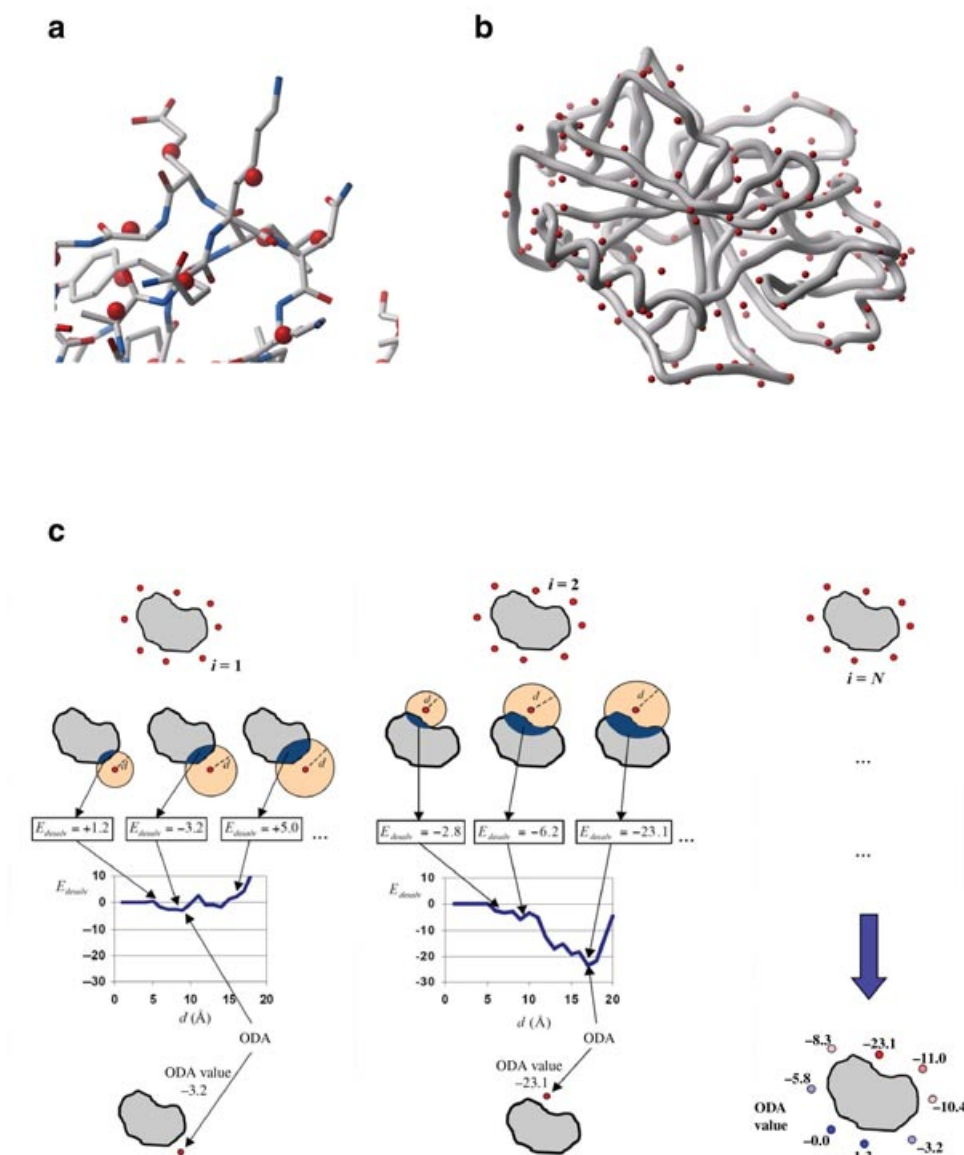 a
b
c
i = 1
i = 2
i = N
d
d
d
d
d
d
E_desolv = +1.2
E_desolv = −3.2
E_desolv = +5.0
...
E_desolv = −2.8
E_desolv = −6.2
E_desolv = −23.1
...
...
...
E_desolv
10
0
−10
−20
−30
0
5
10
15
20
d (Å)
ODA
ODA value
−3.2
E_desolv
10
0
−10
−20
−30
0
5
10
15
20
d (Å)
ODA
ODA value
−23.1
−8.3
−23.1
−11.0
−5.8
−10.4
ODA
value
−0.0
−3.2